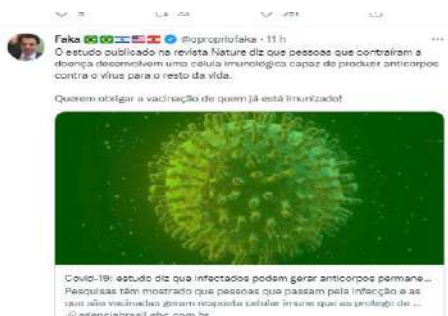 Faka @opropriofaka · 11 h
O estudo publicado na revista Nature diz que pessoas que contraíram a
doença desenvolvem uma célula imunológica capaz de produzir anticorpos
contra o vírus para o resto da vida.
Querem obrigar a vacinação de quem já está imunizado!
Covid-19: estudo diz que infectados podem gerar anticorpos permane...
Pesquisas têm mostrado que pessoas que passam pela infecção e as
que são vacinadas geram resposta celular imune que as protege de ...
agenciabrasil.ebc.com.br